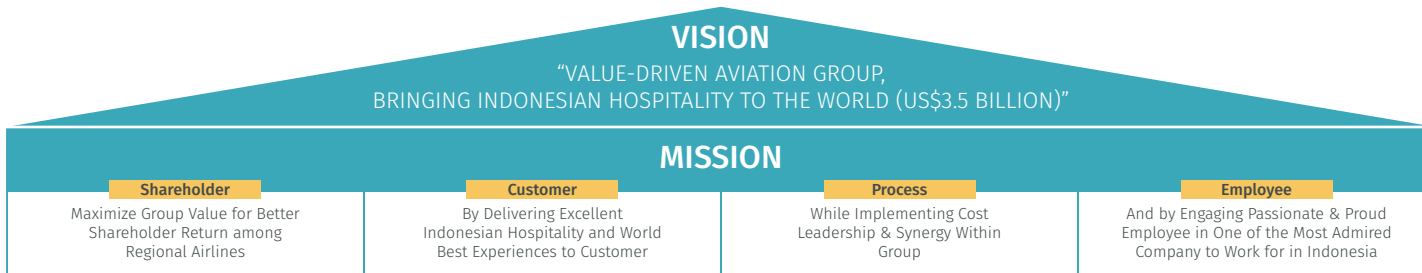 VISION
“VALUE-DRIVEN AVIATION GROUP,
BRINGING INDONESIAN HOSPITALITY TO THE WORLD (US$3.5 BILLION)”
MISSION
Shareholder
Maximize Group Value for Better
Shareholder Return among
Regional Airlines
Customer
By Delivering Excellent
Indonesian Hospitality and World
Best Experiences to Customer
Process
While Implementing Cost
Leadership & Synergy Within
Group
Employee
And by Engaging Passionate & Proud
Employee in One of the Most Admired
Company to Work for in Indonesia